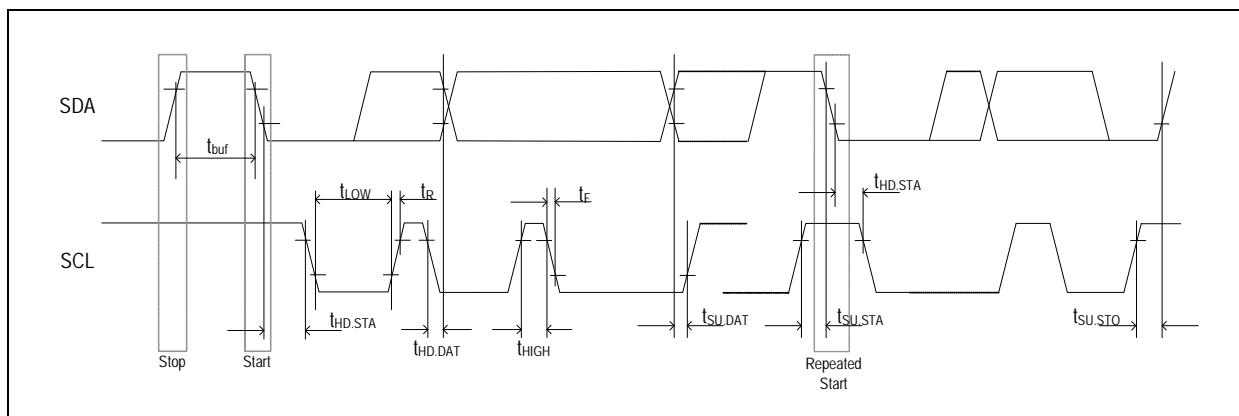 SDA
tbuf
tLOW
tR
tF
tHD.STA
SCL
tHD.STA
tHD.DAT
tHIGH
tSU.DAT
tSU.STA
tSU.STO
Stop
Start
Repeated
Start